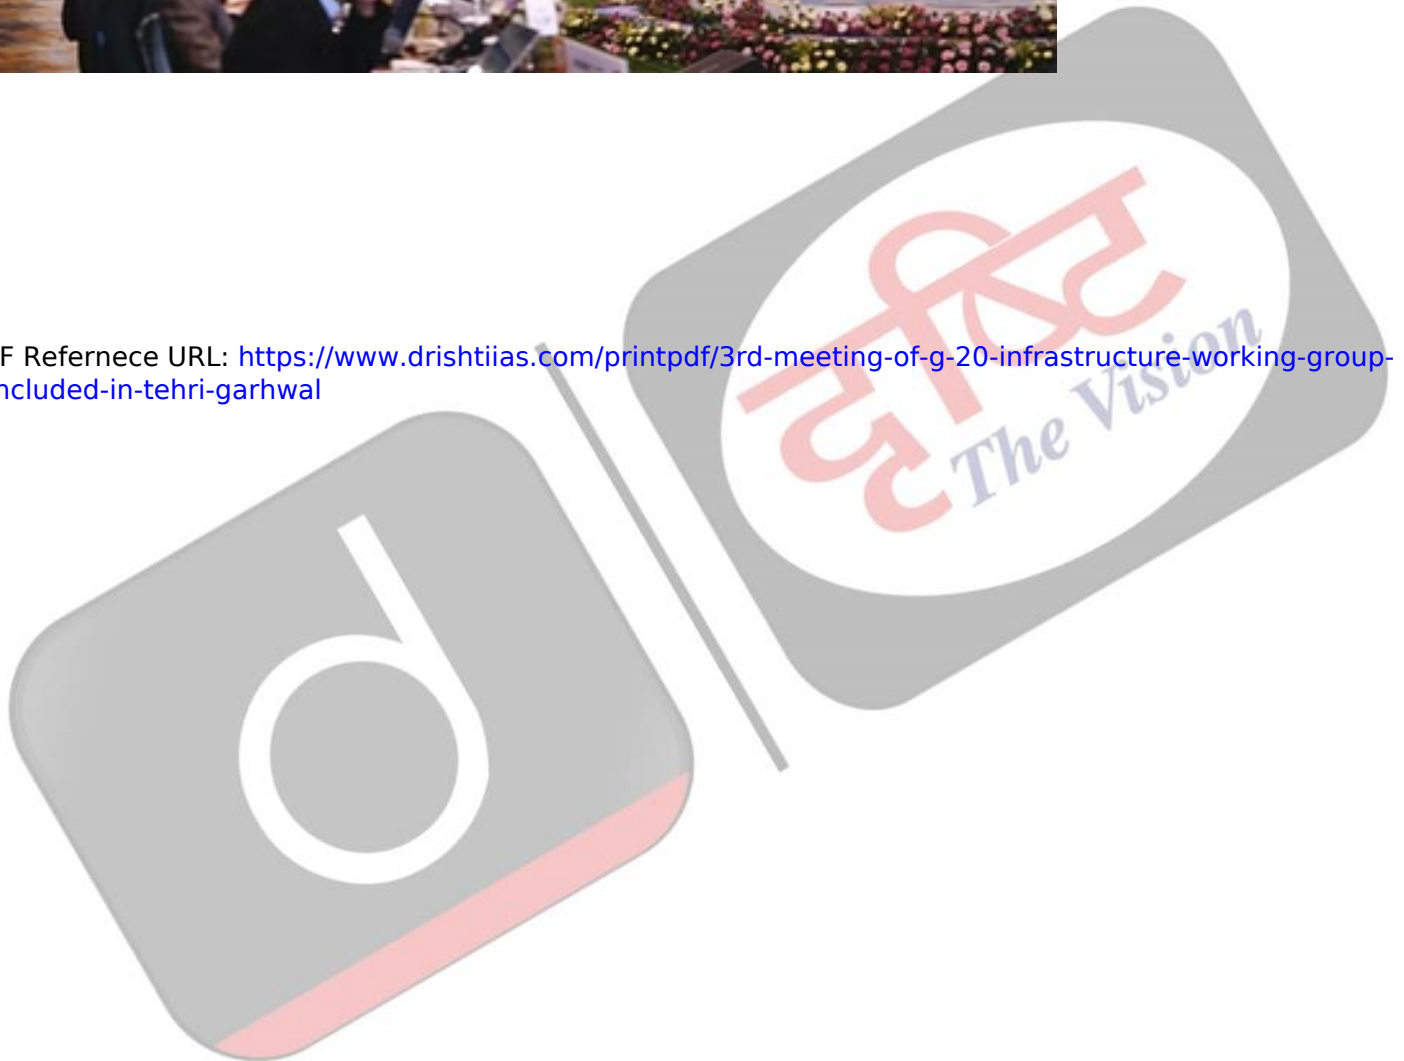 F Refernece URL: https://www.drishtiias.com/printpdf/3rd-meeting-of-g-20-infrastructure-working-group-
ncluded-in-tehri-garhwal
दृष्टि
The Vision
d